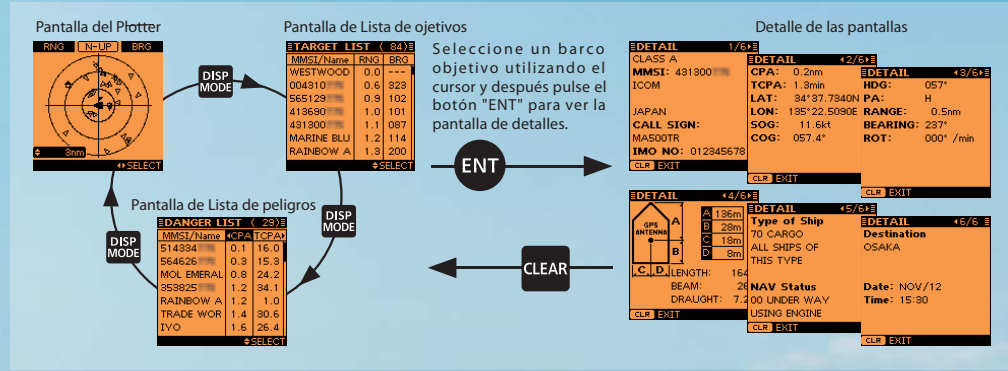 Pantalla del Plotter
RNG N-UP BRG
3nm
SELECT
DISP MODE
Pantalla de Lista de ojetivos
TARGET LIST ( 84)
MMSI/Name RNG BRG
WESTWOOD 0.0 ---
004310 0.6 323
565129 0.9 102
413690 1.0 101
431300 1.1 087
MARINE BLU 1.2 114
RAINBOW A 1.3 200
SELECT
DISP MODE
Pantalla de Lista de peligros
DANGER LIST ( 29)
MMSI/Name CPA TCPA
514334 0.1 16.0
564626 0.3 15.3
MOL EMERAL 0.8 24.2
353825 1.2 34.1
RAINBOW A 1.2 1.0
TRADE WOR 1.4 30.6
IYO 1.6 26.4
SELECT
DISP MODE
Seleccione un barco
objetivo utilizando el
cursor y después pulse el
botón "ENT" para ver la
pantalla de detalles.
ENT
CLEAR
Detalle de las pantallas
DETAIL 1/6
CLASS A
MMSI: 431300
ICOM
JAPAN
CALL SIGN:
MA500TR
IMO NO: 012345678
CLR EXIT
DETAIL 2/6
CPA: 0.2nm
TCPA: 1.3min
LAT: 34°37.7340N
LON: 135°22.5090E
SOG: 11.6kt
COG: 057.4°
CLR EXIT
DETAIL 3/6
HDG: 057°
PA: H
RANGE: 0.5nm
BEARING: 237°
ROT: 000° /min
CLR EXIT
DETAIL 4/6
GPS
ANTENNA
A
B
C D
A 136m
B 28m
C 18m
D 8m
LENGTH: 164
BEAM: 26
DRAUGHT: 7.2
CLR EXIT
DETAIL 5/6
Type of Ship
70 CARGO
ALL SHIPS OF
THIS TYPE
NAV Status
00 UNDER WAY
USING ENGINE
CLR EXIT
DETAIL 6/6
Destination
OSAKA
Date: NOV/12
Time: 15:30
CLR EXIT